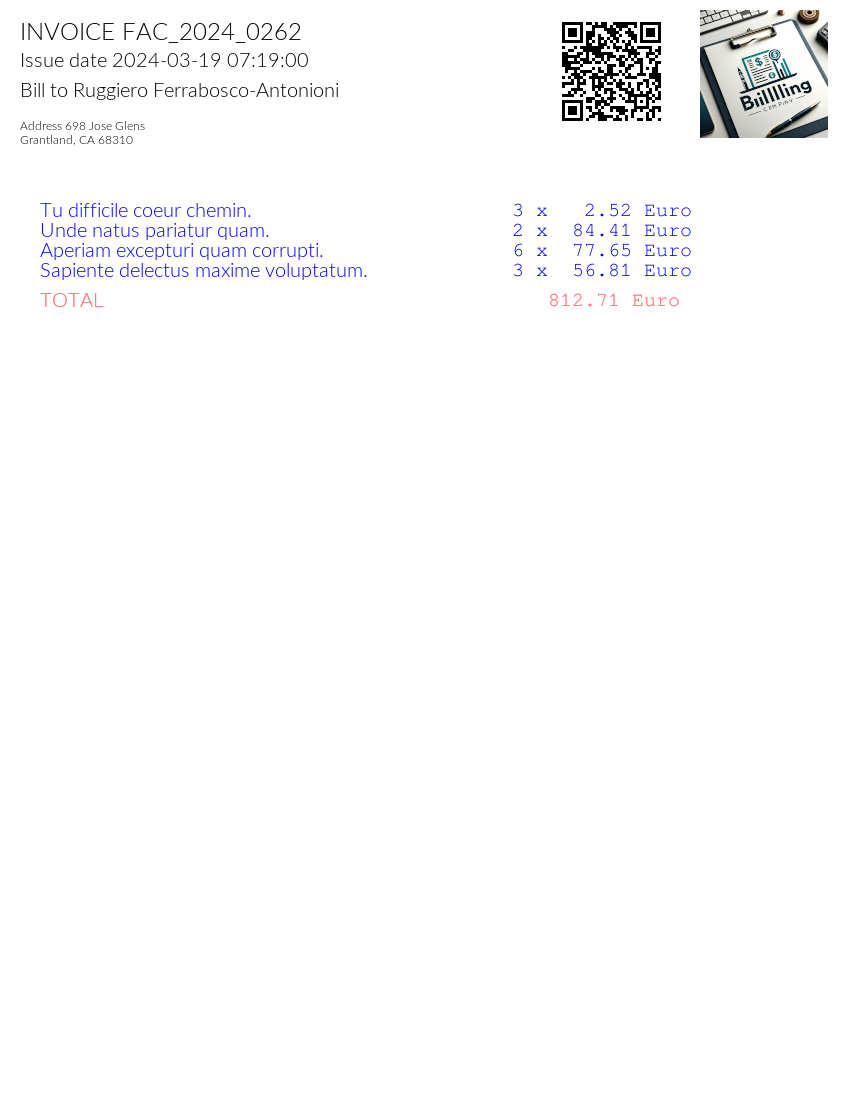 INVOICE FAC_2024_0262
Issue date 2024-03-19 07:19:00
Bill to Ruggiero Ferrabosco-Antonioni
Address 698 Jose Glens
Grantland, CA 68310
Biillling
COMPANY
Tu difficile coeur chemin. 3 x 2.52 Euro
Unde natus pariatur quam. 2 x 84.41 Euro
Aperiam excepturi quam corrupti. 6 x 77.65 Euro
Sapiente delectus maxime voluptatum. 3 x 56.81 Euro
TOTAL 812.71 Euro